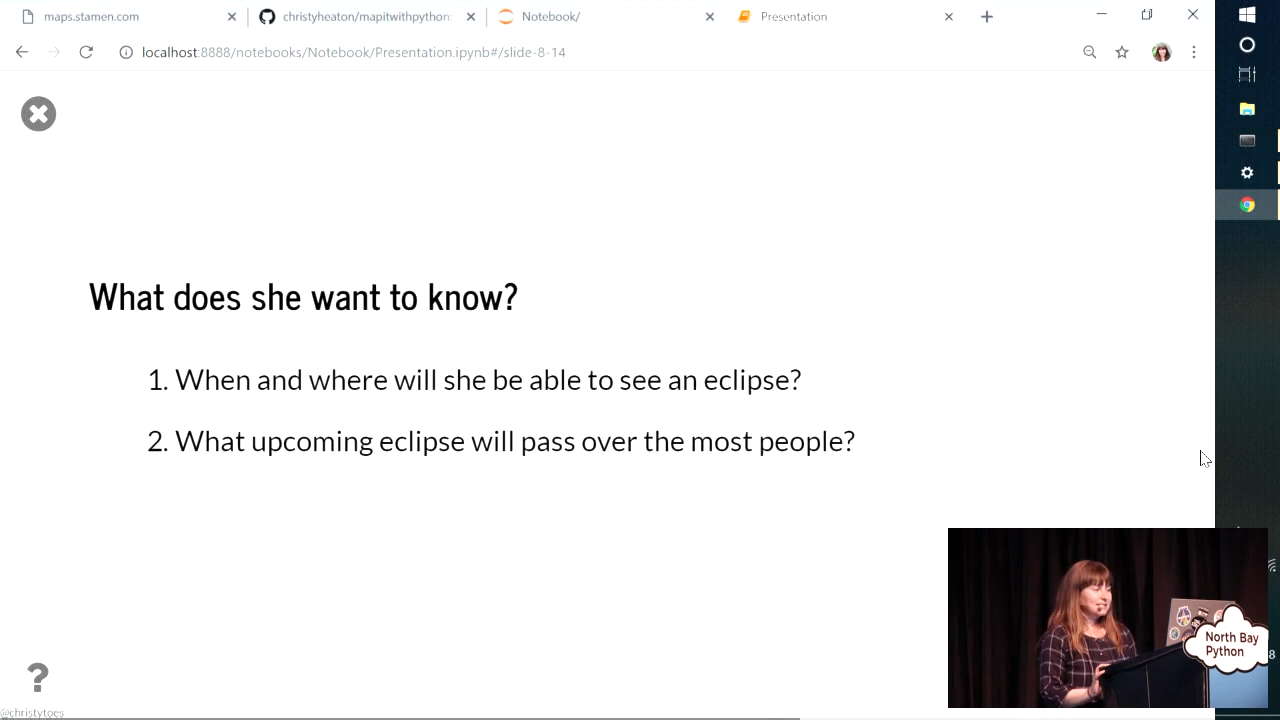 maps.stamen.com
christyheaton/mapitwithpython
Notebook/
Presentation
localhost:8888/notebooks/Notebook/Presentation.ipynb#/slide-8-14
What does she want to know?
1. When and where will she be able to see an eclipse?
2. What upcoming eclipse will pass over the most people?
North Bay
Python
8
?
@christytoes